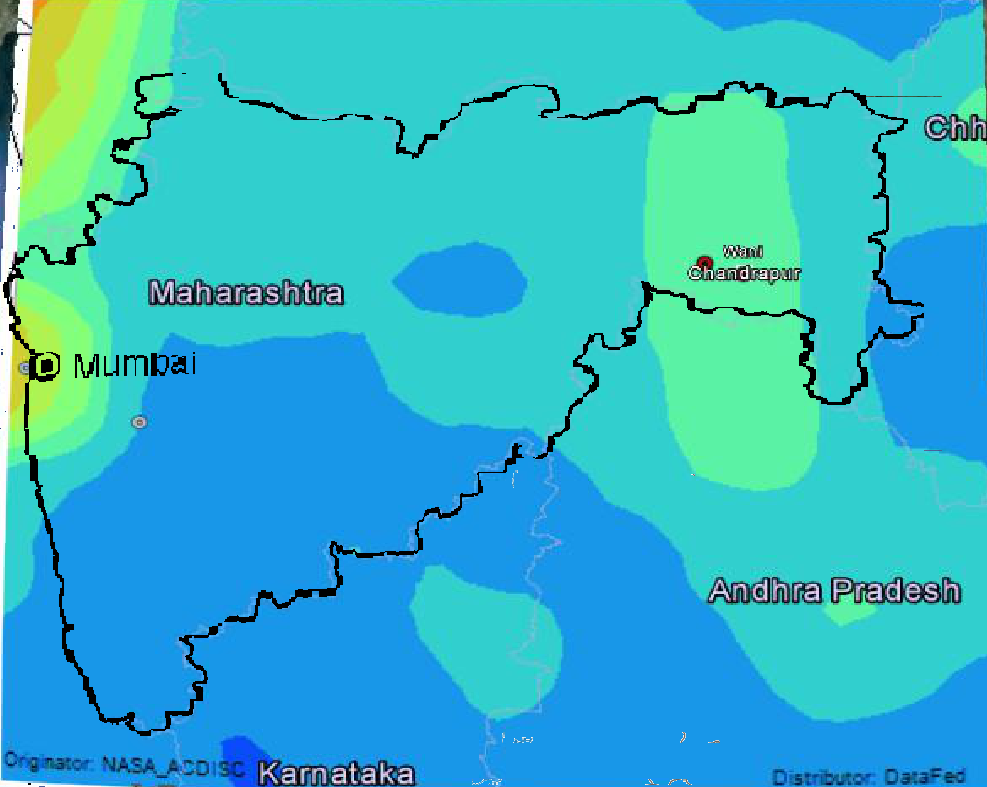 Chh
Wani
Chandrapur
Maharashtra
Mumbai
Andhra Pradesh
Originator: NASA_ACDISC
Karnataka
Distributor: DataFed